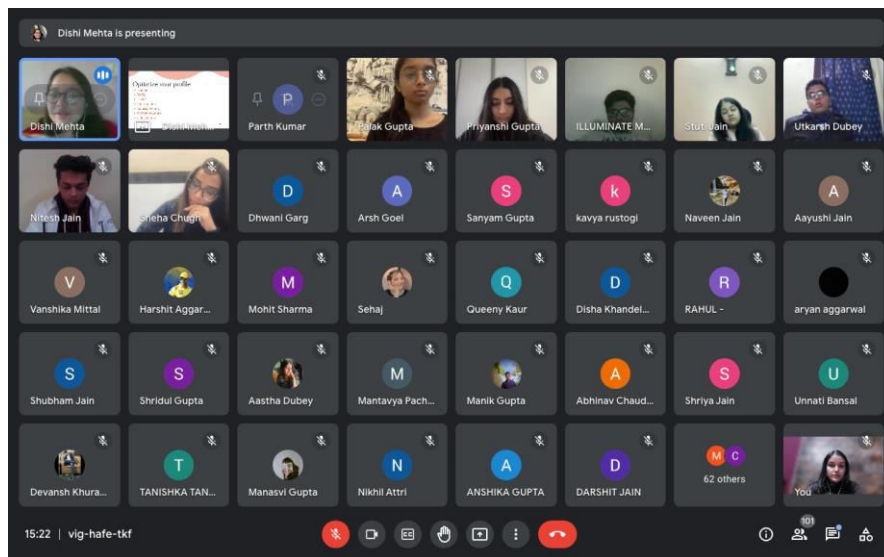 Dishi Mehta is presenting
Optimize your profile
Dishi Mehta
P
Parth Kumar
Palak Gupta
Priyanshi Gupta
ILLUMINATE M...
Stuti Jain
Utkarsh Dubey
Nitesh Jain
Sneha Chugh
D
Dhwani Garg
A
Arsh Goel
S
Sanyam Gupta
k
kavya rustogi
Naveen Jain
A
Aayushi Jain
V
Vanshika Mittal
Harshit Aggar...
M
Mohit Sharma
Sehaj
Q
Queeny Kaur
D
Disha Khandel...
R
RAHUL -
aryan aggarwal
S
Shubham Jain
S
Shridul Gupta
Aastha Dubey
M
Mantavya Pach...
Manik Gupta
A
Abhinav Chaud...
S
Shriya Jain
U
Unnati Bansal
Devansh Khura...
T
TANISHKA TAN...
Manasvi Gupta
N
Nikhil Attri
A
ANSHIKA GUPTA
D
DARSHIT JAIN
M C
62 others
You
15:22 | vig-hafe-tkf
CC
101